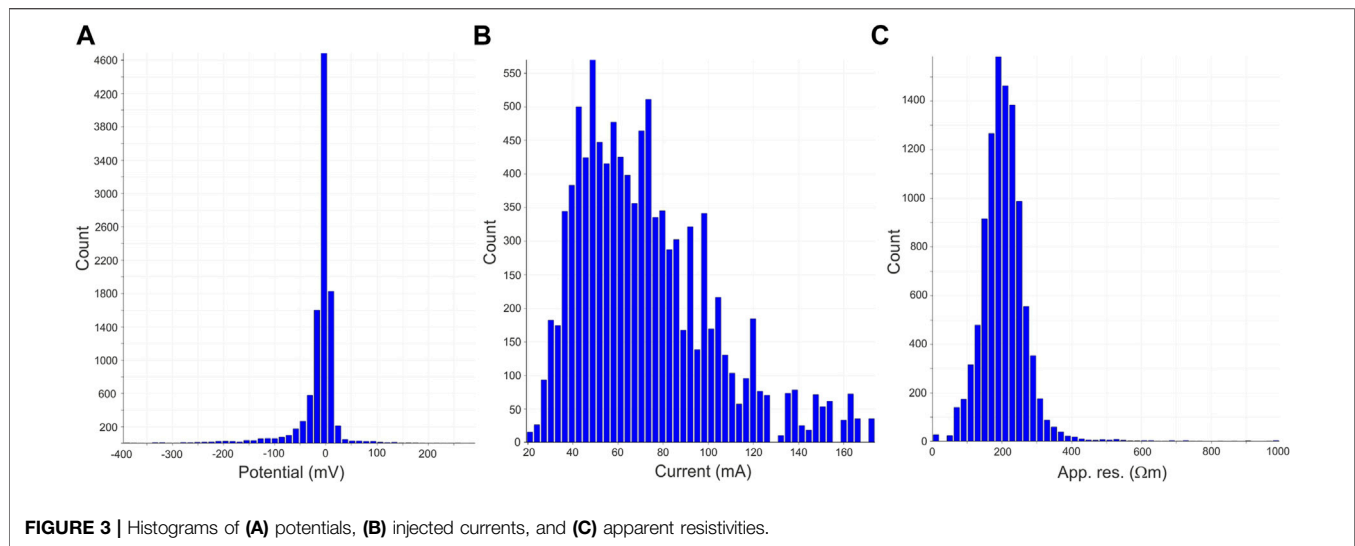 A
4600
4200
3800
3400
3000
2600
2200
1800
1400
1000
600
200
Count
-400 -300 -200 -100 0 100 200
Potential (mV)
B
550
500
450
400
350
300
250
200
150
100
50
0
Count
20 40 60 80 100 120 140 160
Current (mA)
C
1400
1200
1000
800
600
400
200
0
Count
0 200 400 600 800 1000
App. res. (Ωm)
FIGURE 3 | Histograms of (A) potentials, (B) injected currents, and (C) apparent resistivities.